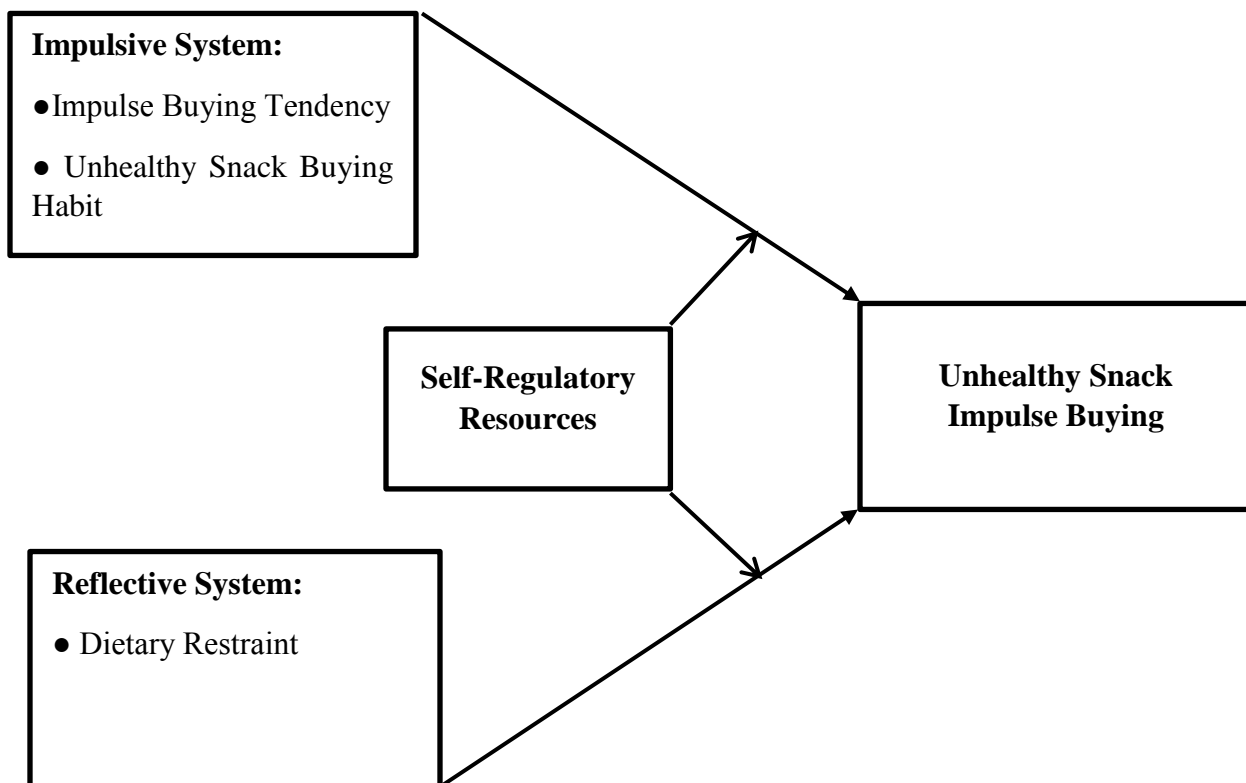 Impulsive System:
●Impulse Buying Tendency
● Unhealthy Snack Buying
Habit
Self-Regulatory
Resources
Unhealthy Snack
Impulse Buying
Reflective System:
● Dietary Restraint